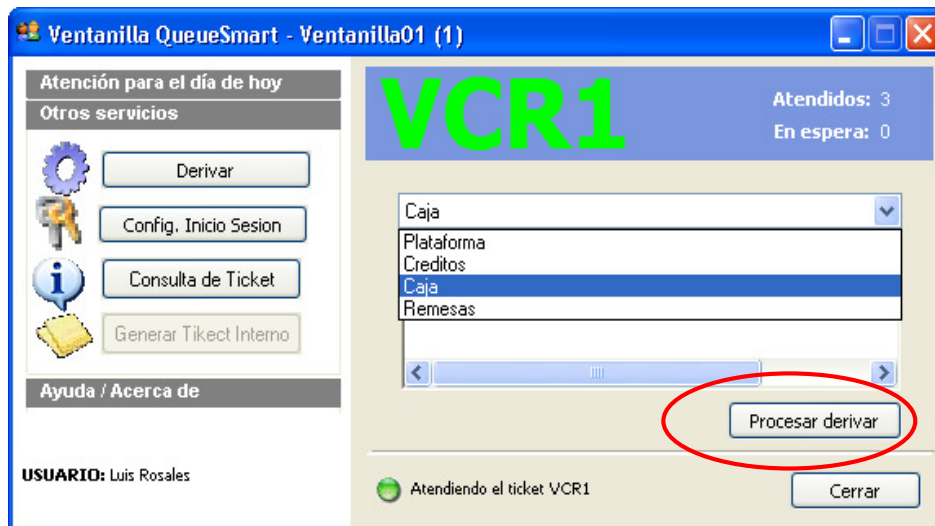 Ventanilla QueueSmart - Ventanilla01 (1)
Atención para el día de hoy
Otros servicios
Derivar
Config. Inicio Sesion
Consulta de Ticket
Generar Tikect Interno
Ayuda / Acerca de
USUARIO: Luis Rosales
VCR1
Atendidos: 3
En espera: 0
Caja
Plataforma
Creditos
Caja
Remesas
Procesar derivar
Atendiendo el ticket VCR1
Cerrar